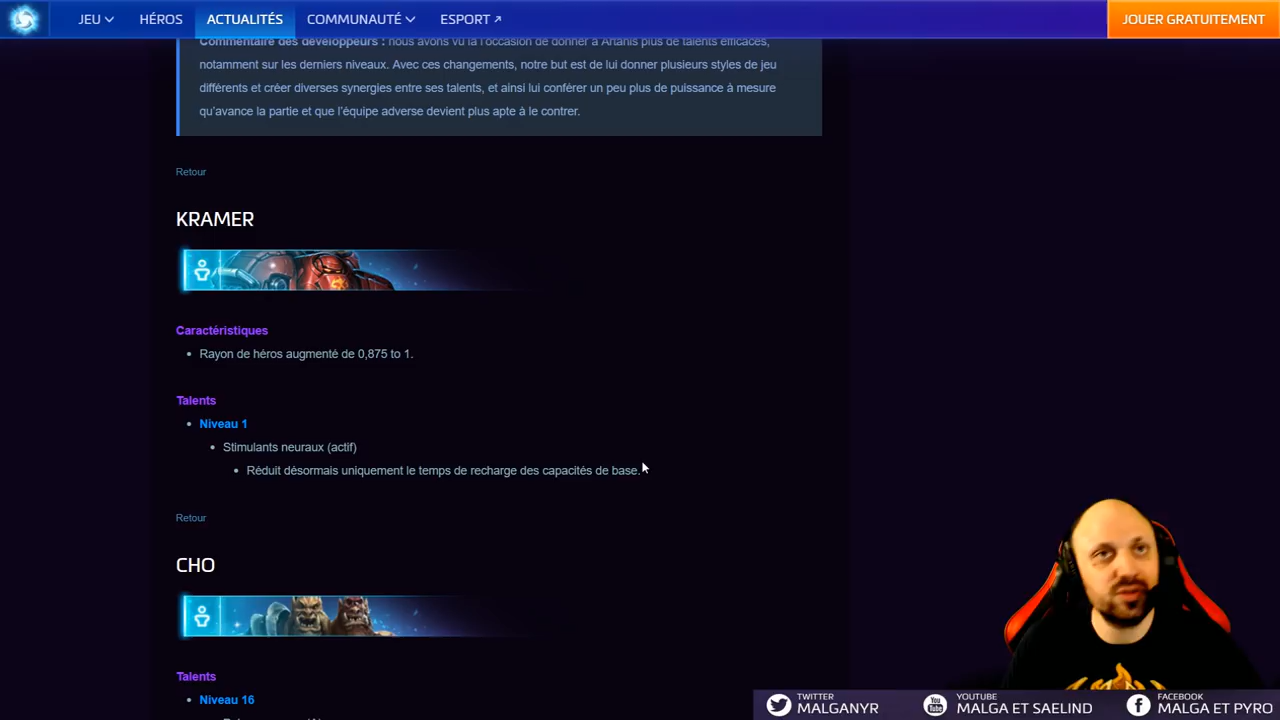 JEU
HÉROS
ACTUALITÉS
COMMUNAUTÉ
ESPORT
JOUER GRATUITEMENT
Commentaire des développeurs : nous avons vu là l'occasion de donner à Artanis plus de talents efficaces,
notamment sur les derniers niveaux. Avec ces changements, notre but est de lui donner plusieurs styles de jeu
différents et créer diverses synergies entre ses talents, et ainsi lui conférer un peu plus de puissance à mesure
qu'avance la partie et que l'équipe adverse devient plus apte à le contrer.
Retour
KRAMER
Caractéristiques
• Rayon de héros augmenté de 0,875 to 1.
Talents
• Niveau 1
• Stimulants neuraux (actif)
• Réduit désormais uniquement le temps de recharge des capacités de base.
Retour
CHO
Talents
• Niveau 16
TWITTER
MALGANYR
YOUTUBE
MALGA ET SAELIND
FACEBOOK
MALGA ET PYRO